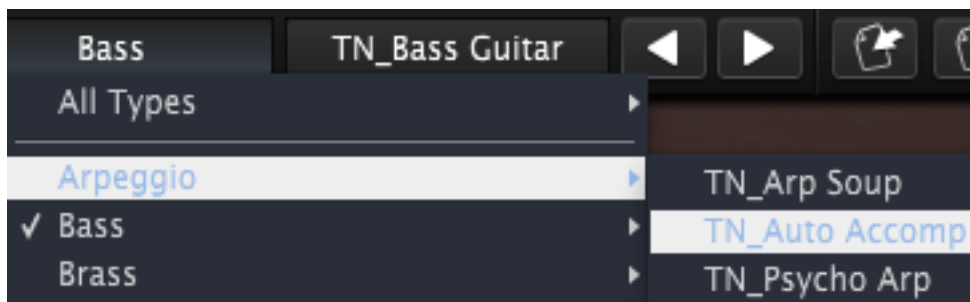 Bass TN_Bass Guitar
All Types
Arpeggio
✓ Bass
Brass
TN_Arp Soup
TN_Auto Accomp
TN_Psycho Arp